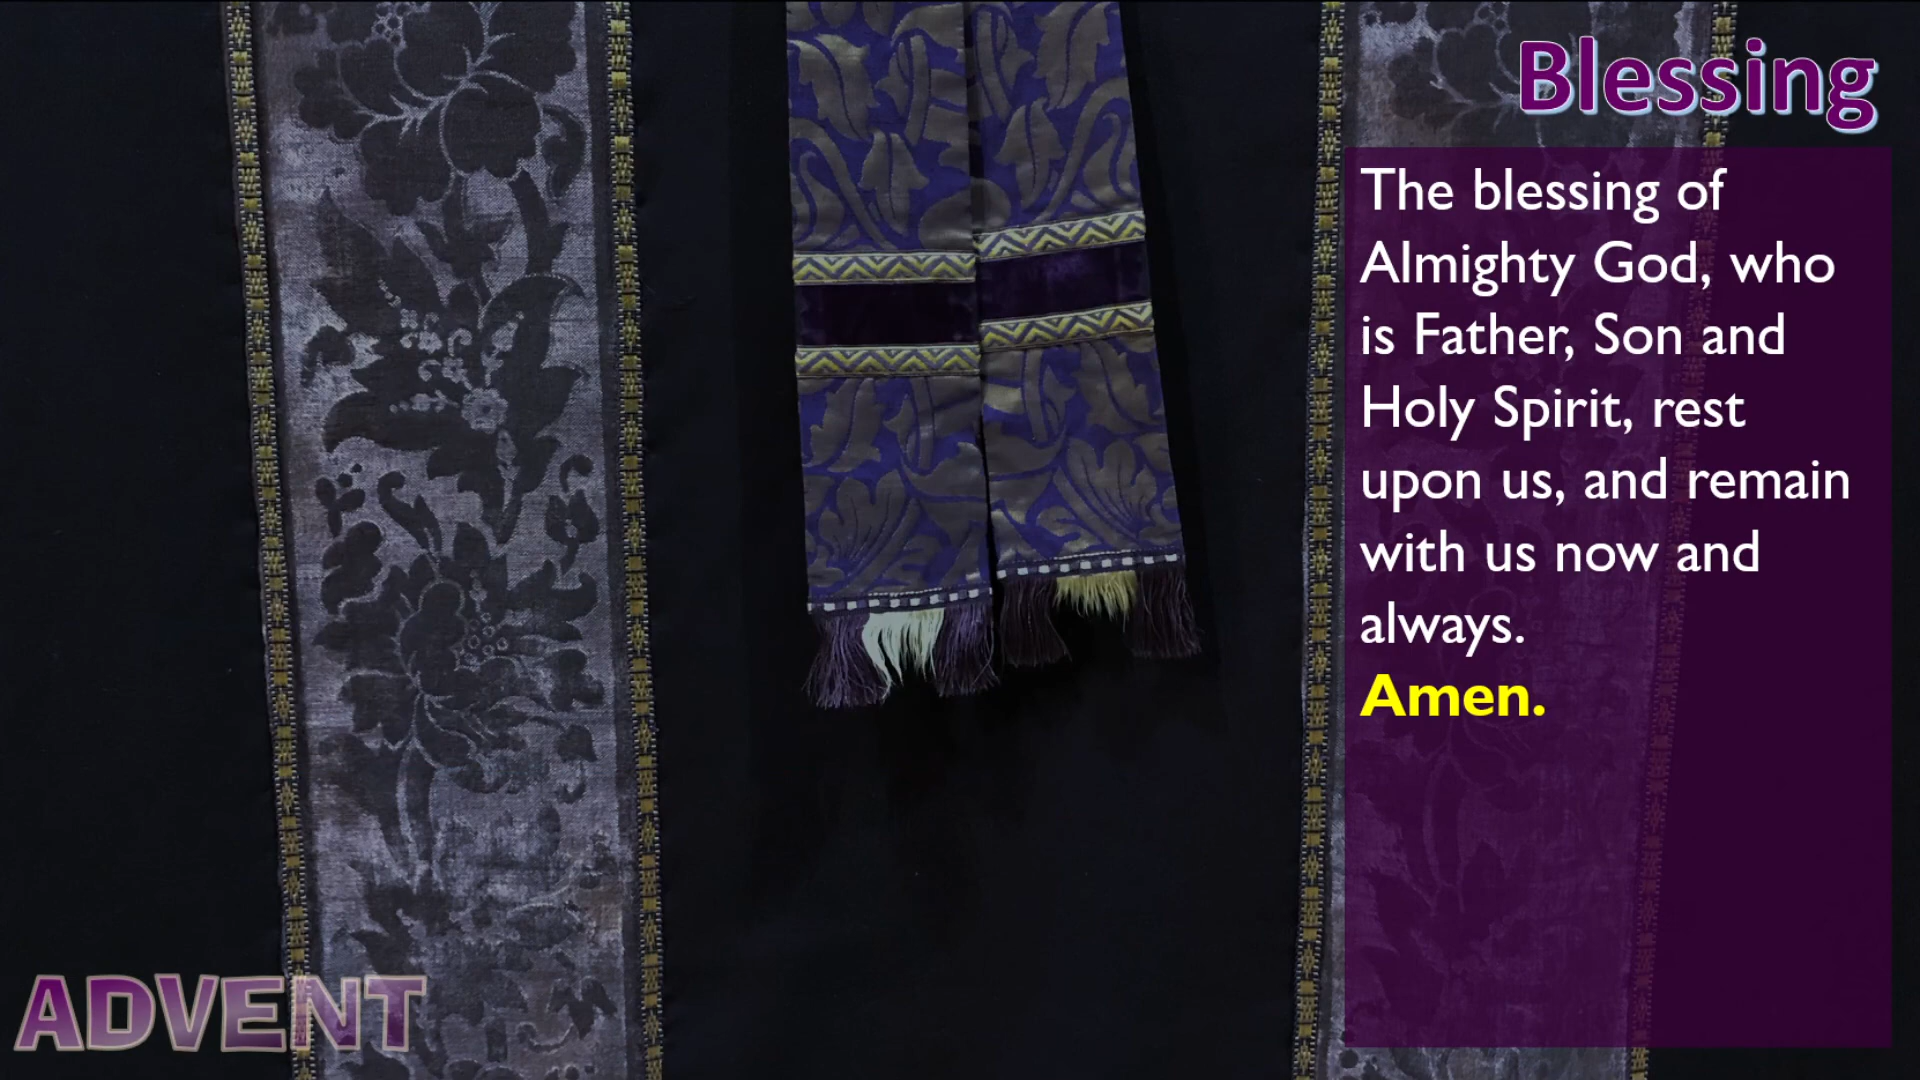 Blessing
The blessing of
Almighty God, who
is Father, Son and
Holy Spirit, rest
upon us, and remain
with us now and
always.
Amen.
ADVENT